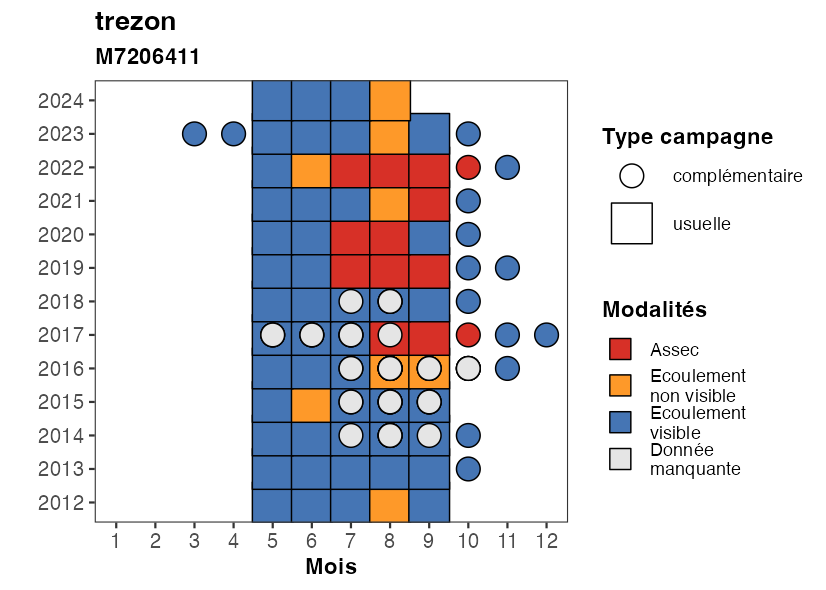 trezon
M7206411
2024
2023
2022
2021
2020
2019
2018
2017
2016
2015
2014
2013
2012
1 2 3 4 5 6 7 8 9 10 11 12
Mois
Type campagne
complémentaire
usuelle
Modalités
Assec
Ecoulement
non visible
Ecoulement
visible
Donnée
manquante